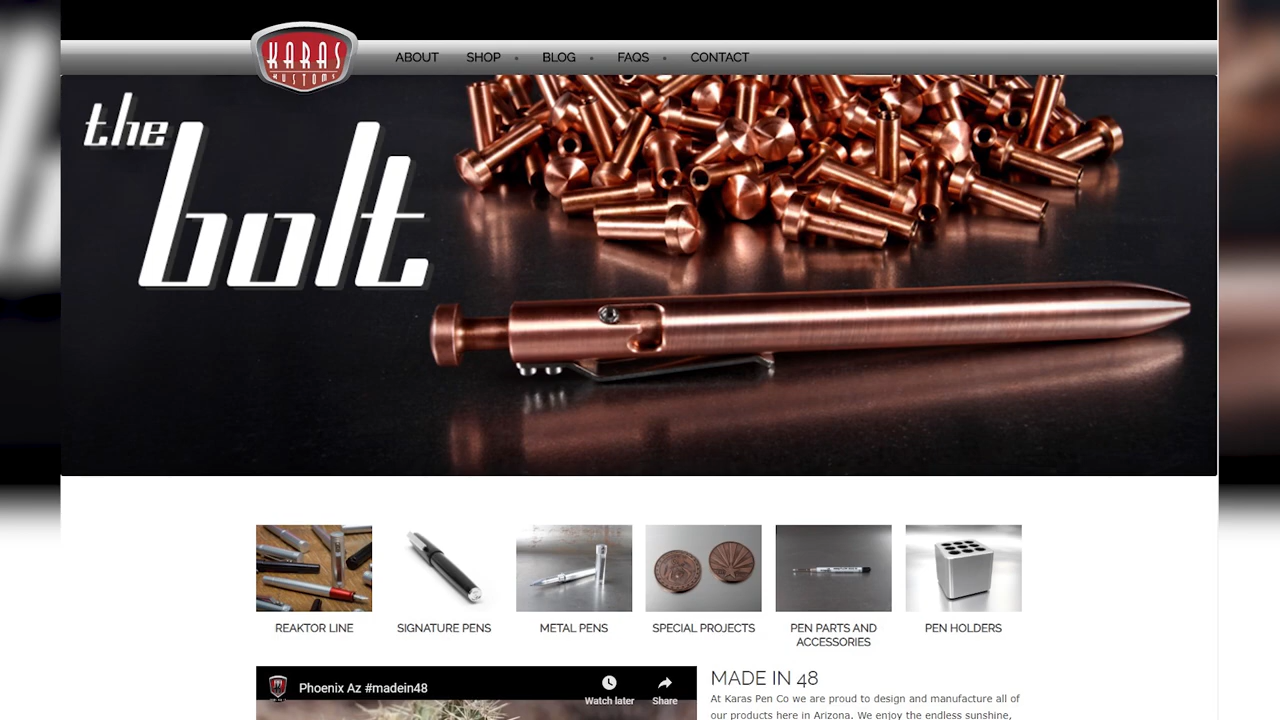 KARAS
KUSTOMS
ABOUT SHOP BLOG FAQS CONTACT
the
bolt
REAKTOR LINE
SIGNATURE PENS
METAL PENS
SPECIAL PROJECTS
PEN PARTS AND
ACCESSORIES
PEN HOLDERS
Phoenix Az #madein48
Watch later
Share
MADE IN 48
At Karas Pen Co we are proud to design and manufacture all of
our products here in Arizona. We enjoy the endless sunshine,